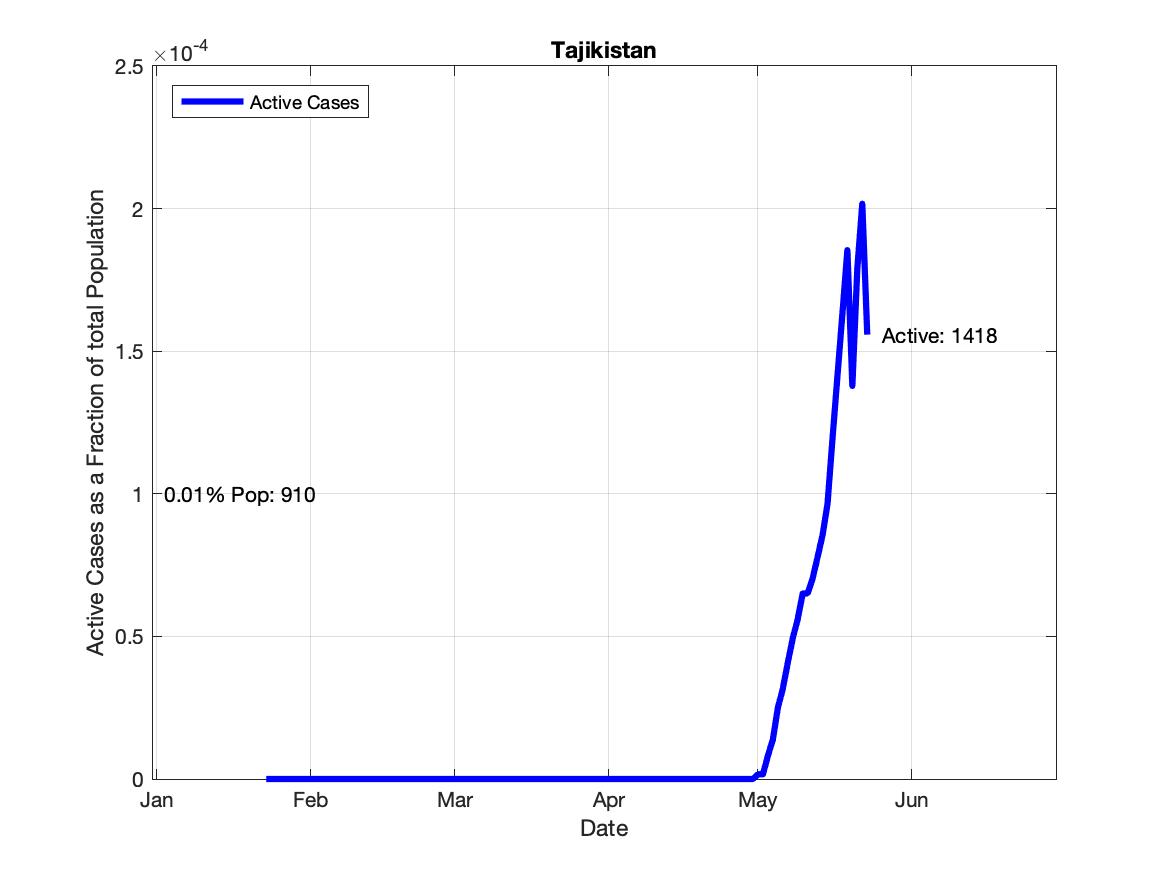 Tajikistan
×10-4
2.5
2
1.5
1
0.5
0
Active Cases
Active: 1418
0.01% Pop: 910
Jan Feb Mar Apr May Jun
Date
Active Cases as a Fraction of total Population